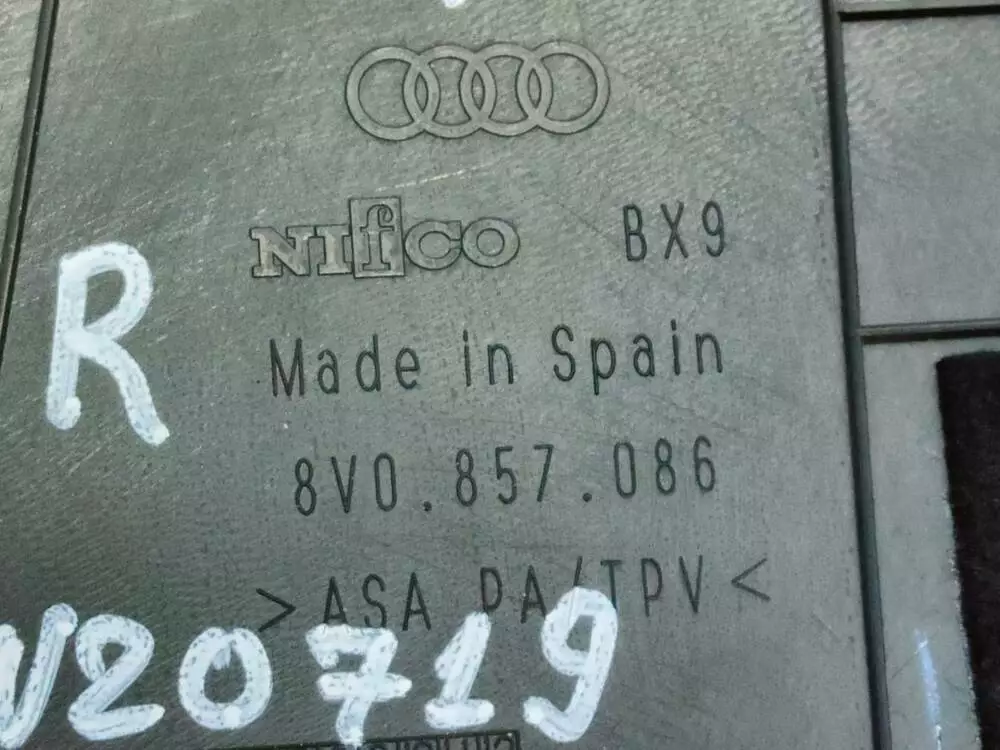 NIfCO BX9
R
Made in Spain
8V0.857.086
>ASA PA/TPV<
V20719